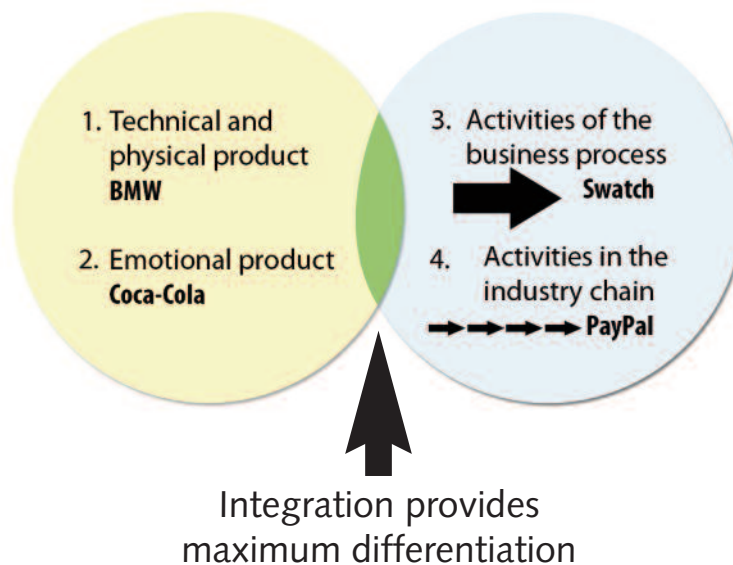 1. Technical and
physical product
BMW
2. Emotional product
Coca-Cola
3. Activities of the
business process
Swatch
4. Activities in the
industry chain
PayPal
Integration provides
maximum differentiation